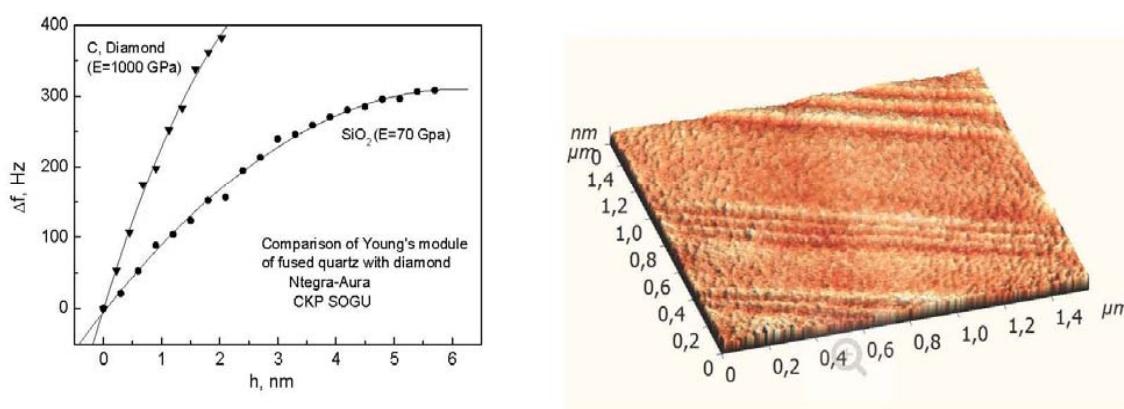 400
300
200
100
0
Δf, Hz
C, Diamond
(E=1000 GPa)
SiO2 (E=70 Gpa)
Comparison of Young's module
of fused quartz with diamond
Ntegra-Aura
CKP SOGU
0 1 2 3 4 5 6
h, nm
nm
μm 0
1,4
1,2
1,0
0,8
0,6
0,4
0,2
0
0 0,2 0,4 0,6 0,8 1,0 1,2 1,4
μm